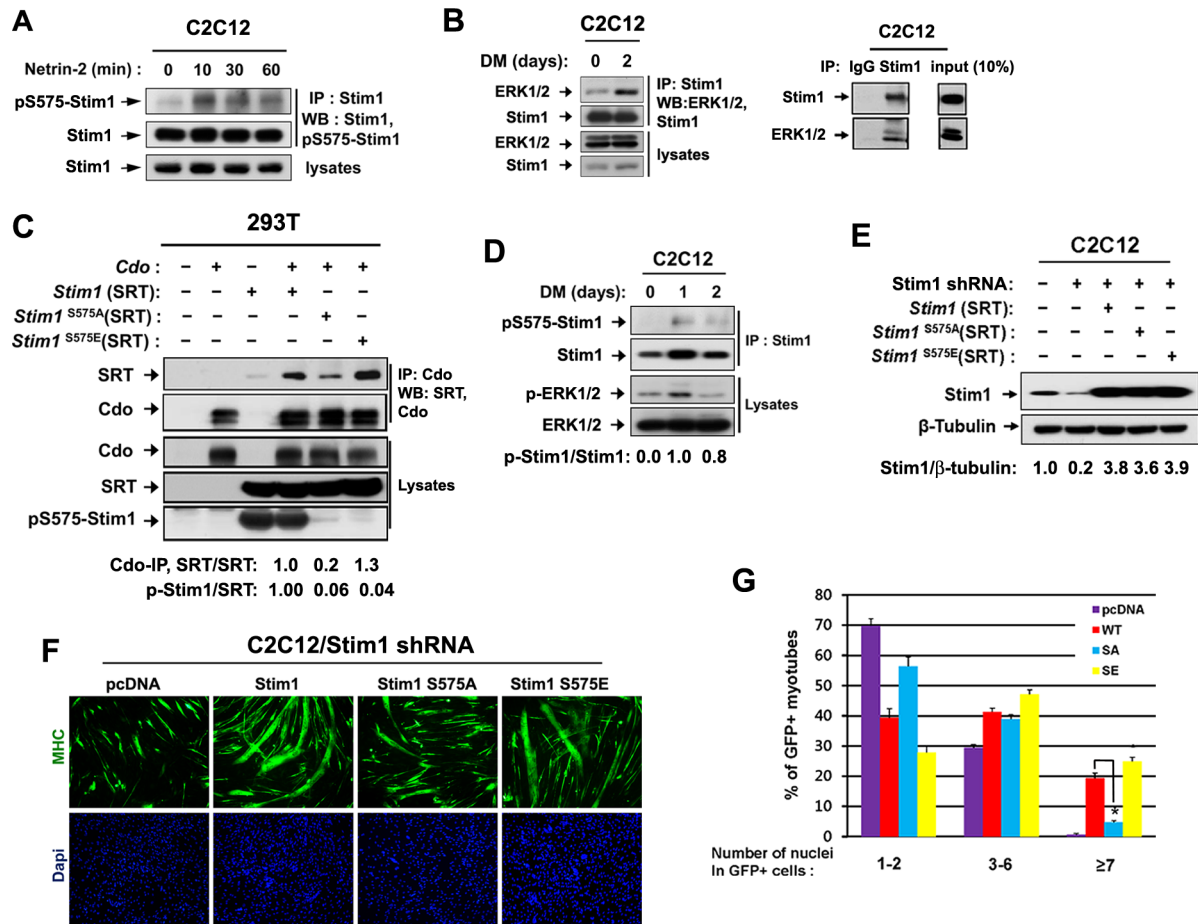 A
C2C12
Netrin-2 (min) : 0 10 30 60
pS575-Stim1
Stim1
IP : Stim1
WB : Stim1,
pS575-Stim1
Stim1
lysates
B
C2C12
DM (days): 0 2
ERK1/2
Stim1
IP: Stim1
WB:ERK1/2,
Stim1
ERK1/2
Stim1
lysates
C2C12
IP: IgG Stim1 input (10%)
Stim1
ERK1/2
C
293T
Cdo : – + – + + +
Stim1 (SRT) : – – + + – –
Stim1 S575A(SRT) : – – – – + –
Stim1 S575E(SRT) : – – – – – +
SRT
Cdo
IP: Cdo
WB: SRT,
Cdo
Cdo
SRT
pS575-Stim1
Lysates
Cdo-IP, SRT/SRT: 1.0 0.2 1.3
p-Stim1/SRT: 1.00 0.06 0.04
D
C2C12
DM (days): 0 1 2
pS575-Stim1
Stim1
IP : Stim1
p-ERK1/2
ERK1/2
Lysates
p-Stim1/Stim1: 0.0 1.0 0.8
E
C2C12
Stim1 shRNA: – + + + +
Stim1 (SRT) : – – + – –
Stim1 S575A(SRT) : – – – + –
Stim1 S575E(SRT) : – – – – +
Stim1
β-Tubulin
Stim1/β-tubulin: 1.0 0.2 3.8 3.6 3.9
F
C2C12/Stim1 shRNA
pcDNA Stim1 Stim1 S575A Stim1 S575E
MHC
Dapi
G
% of GFP+ myotubes
80
70
60
50
40
30
20
10
0
pcDNA
WT
SA
SE
*
Number of nuclei
In GFP+ cells :
1-2 3-6 ≥7